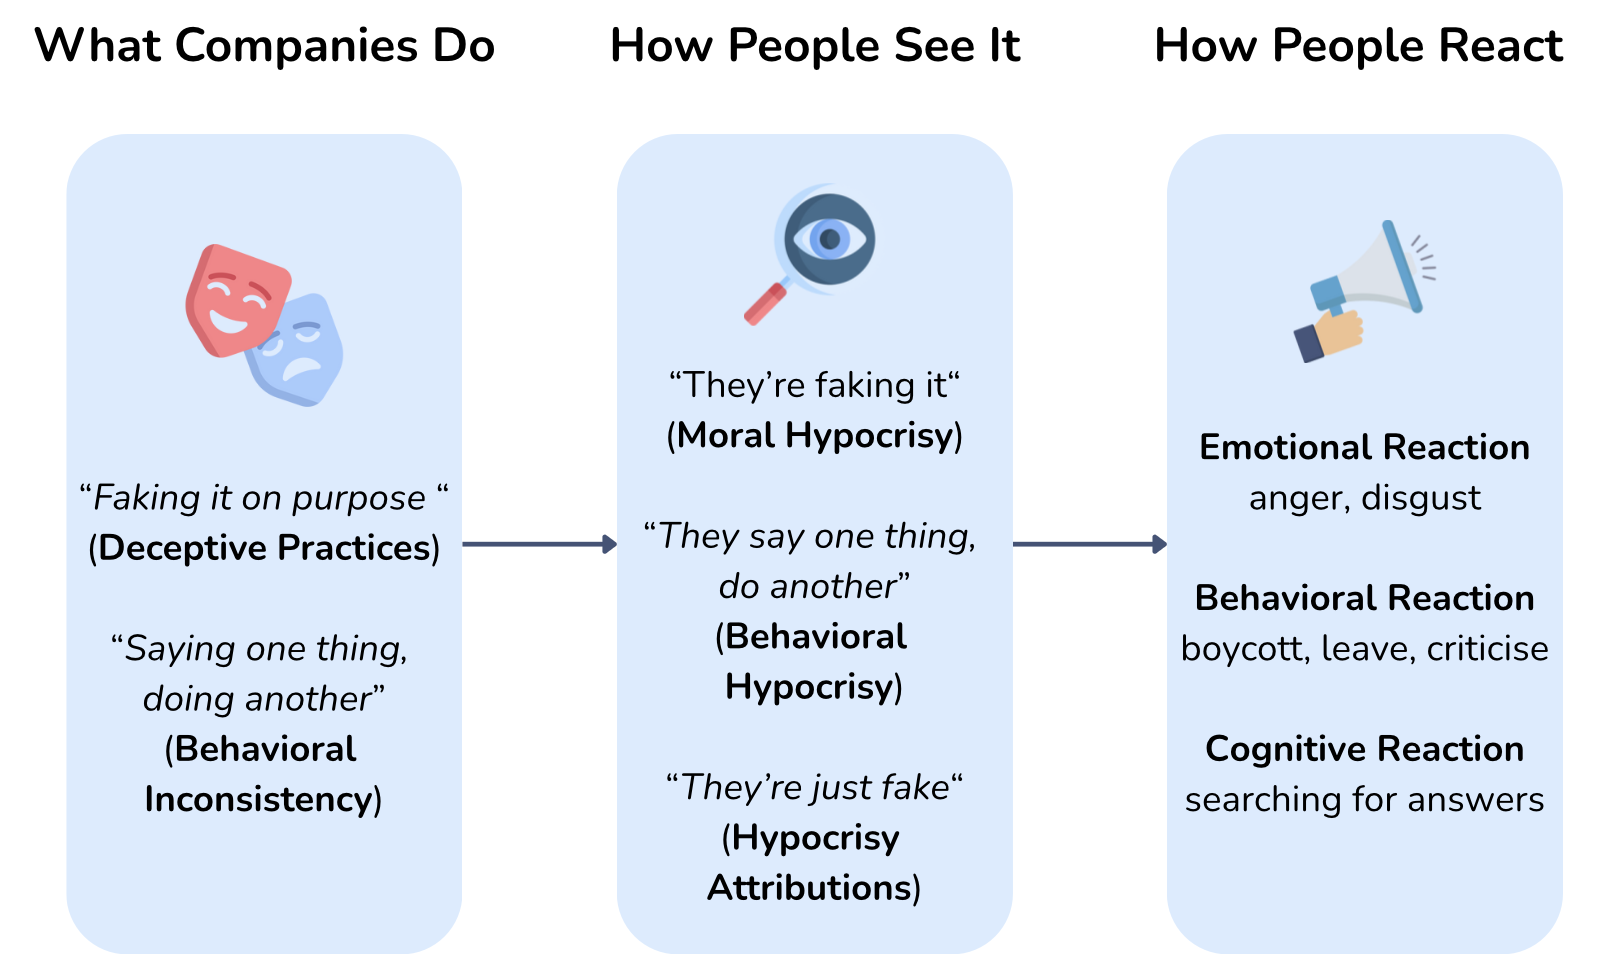 What Companies Do
How People See It
How People React
“Faking it on purpose “
(Deceptive Practices)
“Saying one thing,
doing another”
(Behavioral
Inconsistency)
“They’re faking it“
(Moral Hypocrisy)
“They say one thing,
do another”
(Behavioral
Hypocrisy)
“They’re just fake“
(Hypocrisy
Attributions)
Emotional Reaction
anger, disgust
Behavioral Reaction
boycott, leave, criticise
Cognitive Reaction
searching for answers